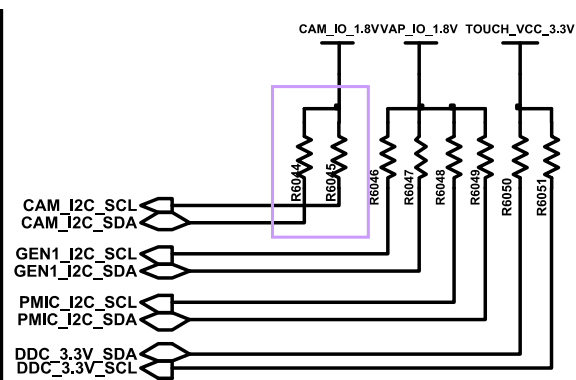 CAM_IO_1.8V VAP_IO_1.8V TOUCH_VCC_3.3V
R6044 R6045 R6046 R6047 R6048 R6049 R6050 R6051
CAM_I2C_SCL
CAM_I2C_SDA
GEN1_I2C_SCL
GEN1_I2C_SDA
PMIC_I2C_SCL
PMIC_I2C_SDA
DDC_3.3V_SDA
DDC_3.3V_SCL